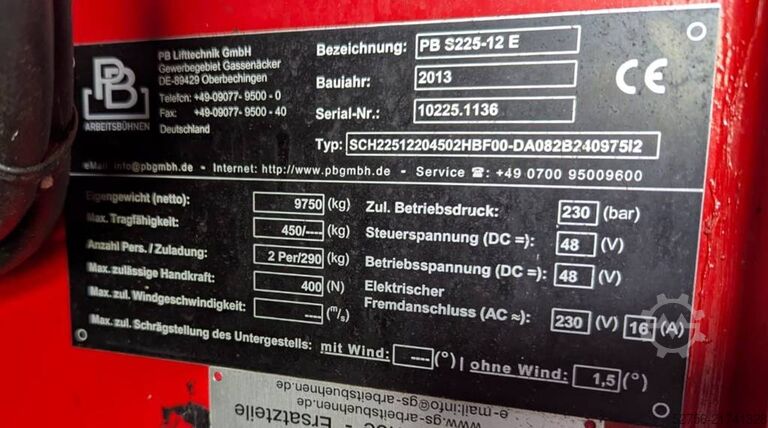 PB
ARBEITSBÜHNEN
PB Lifttechnik GmbH
Gewerbegebiet Gassenäcker
DE-89429 Oberbechingen
Telefon: +49-09077- 9500 - 0
Fax: +49-09077- 9500 - 40
Deutschland
Bezeichnung: PB S225-12 E
Baujahr: 2013
Serial-Nr.: 10225.1136
CE
Typ: SCH22512204502HBF00-DA082B240975I2
eMail: info@pbgmbh.de - Internet: http://www.pbgmbh.de - Service ☎: +49 0700 95009600
Eigengewicht (netto): 9750 (kg)
Max. Tragfähigkeit: 450/---- (kg)
Anzahl Pers. / Zuladung: 2 Per/290 (kg)
Max. zulässige Handkraft: 400 (N)
Max. zul. Windgeschwindigkeit: ---- (m/s)
Zul. Betriebsdruck: 230 (bar)
Steuerspannung (DC =): 48 (V)
Betriebsspannung (DC =): 48 (V)
Elektrischer
Fremdanschluss (AC ≈): 230 (V) 16 (A)
Max. zul. Schrägstellung des Untergestells: mit Wind: ---- (°) | ohne Wind: 1,5 (°)
e-mail:info@gs-arbeitsbuehnen.de
gs-arbeitsbuehnen.de
- Ersatzteile